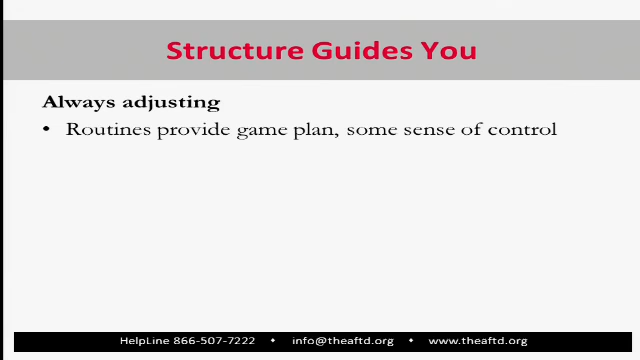 Structure Guides You
Always adjusting
• Routines provide game plan, some sense of control
HelpLine 866-507-7222 • info@theaftd.org • www.theaftd.org